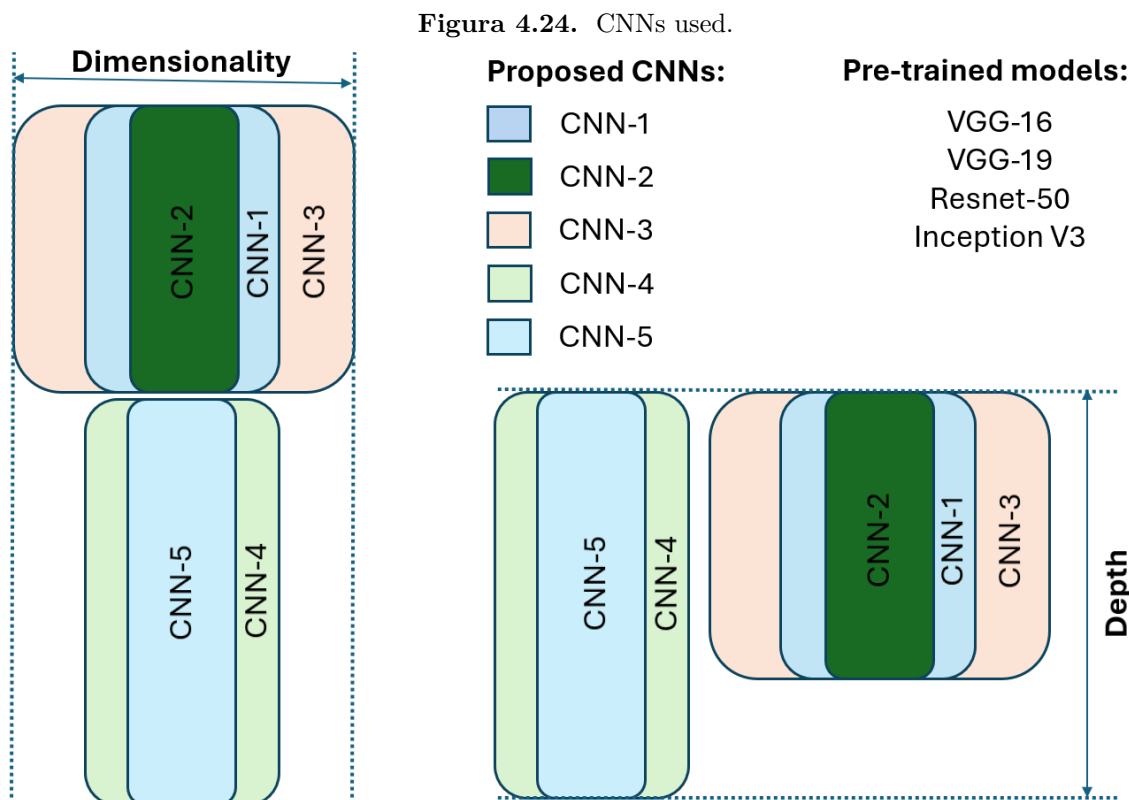 Figura 4.24. CNNs used.
Dimensionality
CNN-2
CNN-1
CNN-3
CNN-5
CNN-4
Proposed CNNs:
CNN-1
CNN-2
CNN-3
CNN-4
CNN-5
Pre-trained models:
VGG-16
VGG-19
Resnet-50
Inception V3
CNN-5
CNN-4
CNN-2
CNN-1
CNN-3
Depth